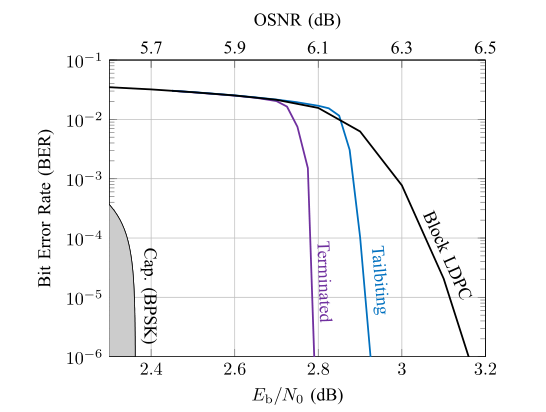 OSNR (dB)
5.7 5.9 6.1 6.3 6.5
10⁻¹
10⁻²
10⁻³
10⁻⁴
10⁻⁵
10⁻⁶
Bit Error Rate (BER)
Cap. (BPSK)
Terminated
Tailbiting
Block LDPC
2.4 2.6 2.8 3 3.2
E_b/N_0 (dB)